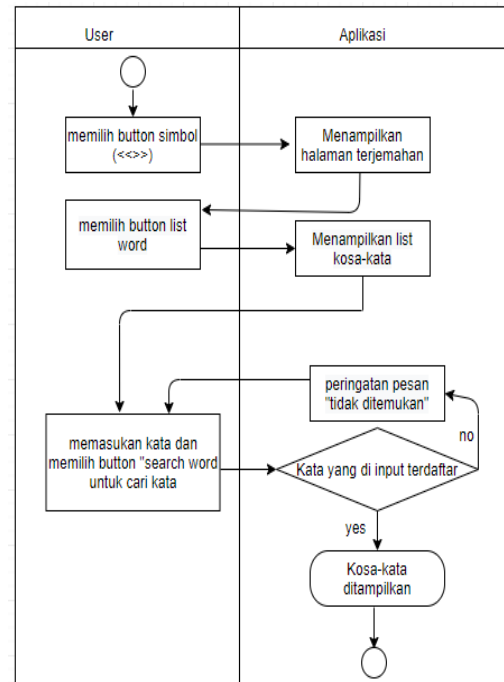 User
Aplikasi
memilih button simbol
(<<>>)
Menampilkan
halaman terjemahan
memilih button list
word
Menampilkan list
kosa-kata
peringatan pesan
"tidak ditemukan"
no
memasukan kata dan
memilih button "search word
untuk cari kata
Kata yang di input terdaftar
yes
Kosa-kata
ditampilkan